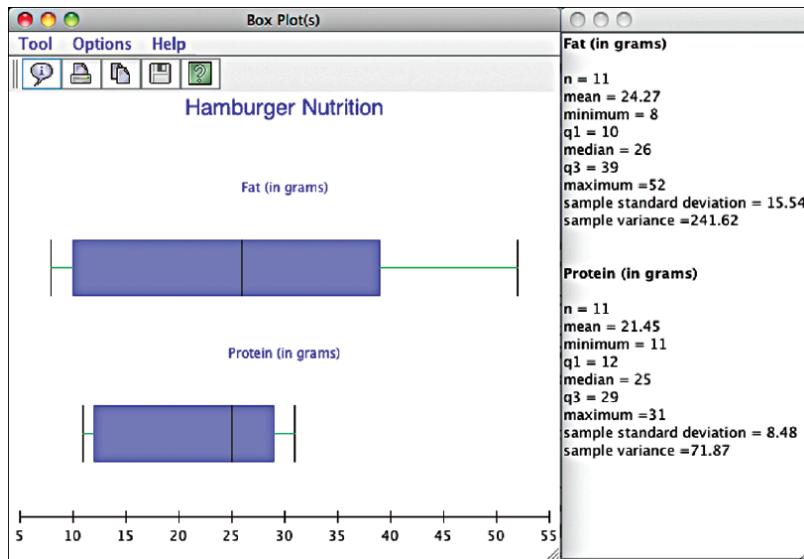 Box Plot(s)
Tool Options Help
Hamburger Nutrition
Fat (in grams)
Protein (in grams)
5 10 15 20 25 30 35 40 45 50 55
Fat (in grams)
n = 11
mean = 24.27
minimum = 8
q1 = 10
median = 26
q3 = 39
maximum =52
sample standard deviation = 15.54
sample variance =241.62
Protein (in grams)
n = 11
mean = 21.45
minimum = 11
q1 = 12
median = 25
q3 = 29
maximum =31
sample standard deviation = 8.48
sample variance =71.87